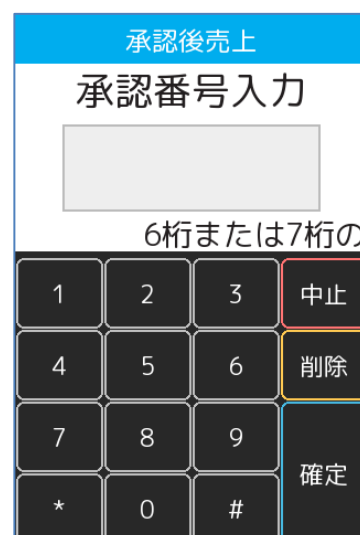 承認後売上
承認番号入力
6桁または7桁の
1 2 3 中止
4 5 6 削除
7 8 9
確定
* 0 #